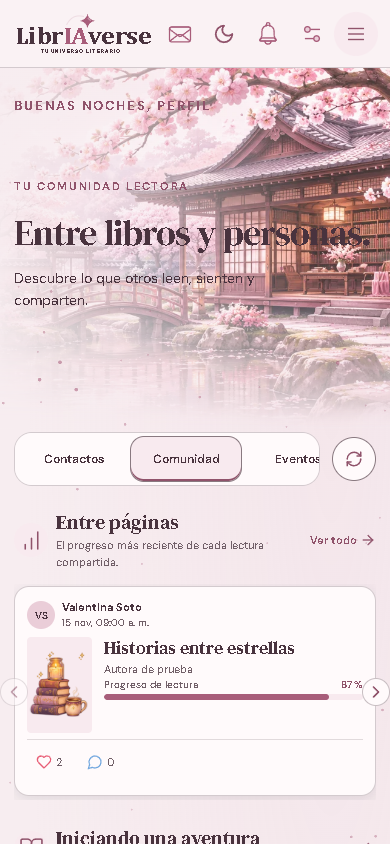 LibrIAverse
TU UNIVERSO LITERARIO
BUENAS NOCHES, PERFIL
TU COMUNIDAD LECTORA
Entre libros y personas.
Descubre lo que otros leen, sienten y
comparten.
Contactos
Comunidad
Eventos
Entre páginas
El progreso más reciente de cada lectura
compartida.
Ver todo
VS
Valentina Soto
15 nov, 09:00 a. m.
Historias entre estrellas
Autora de prueba
Progreso de lectura
87%
2
0
Iniciando una aventura